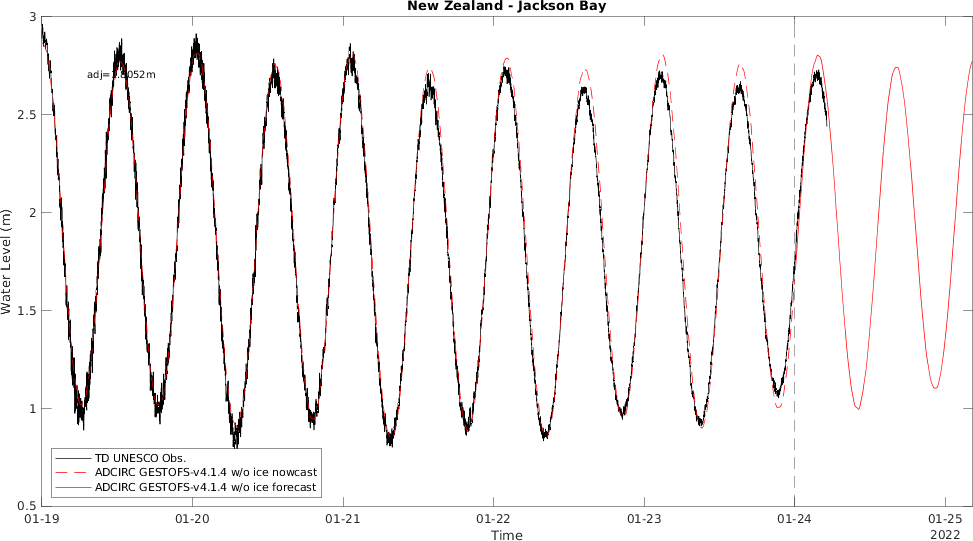 New Zealand - Jackson Bay
3
2.5
2
1.5
1
0.5
Water Level (m)
TD UNESCO Obs.
ADCIRC GESTOFS-v4.1.4 w/o ice nowcast
ADCIRC GESTOFS-v4.1.4 w/o ice forecast
01-19
01-20
01-21
01-22
01-23
01-24
01-25
Time
2022